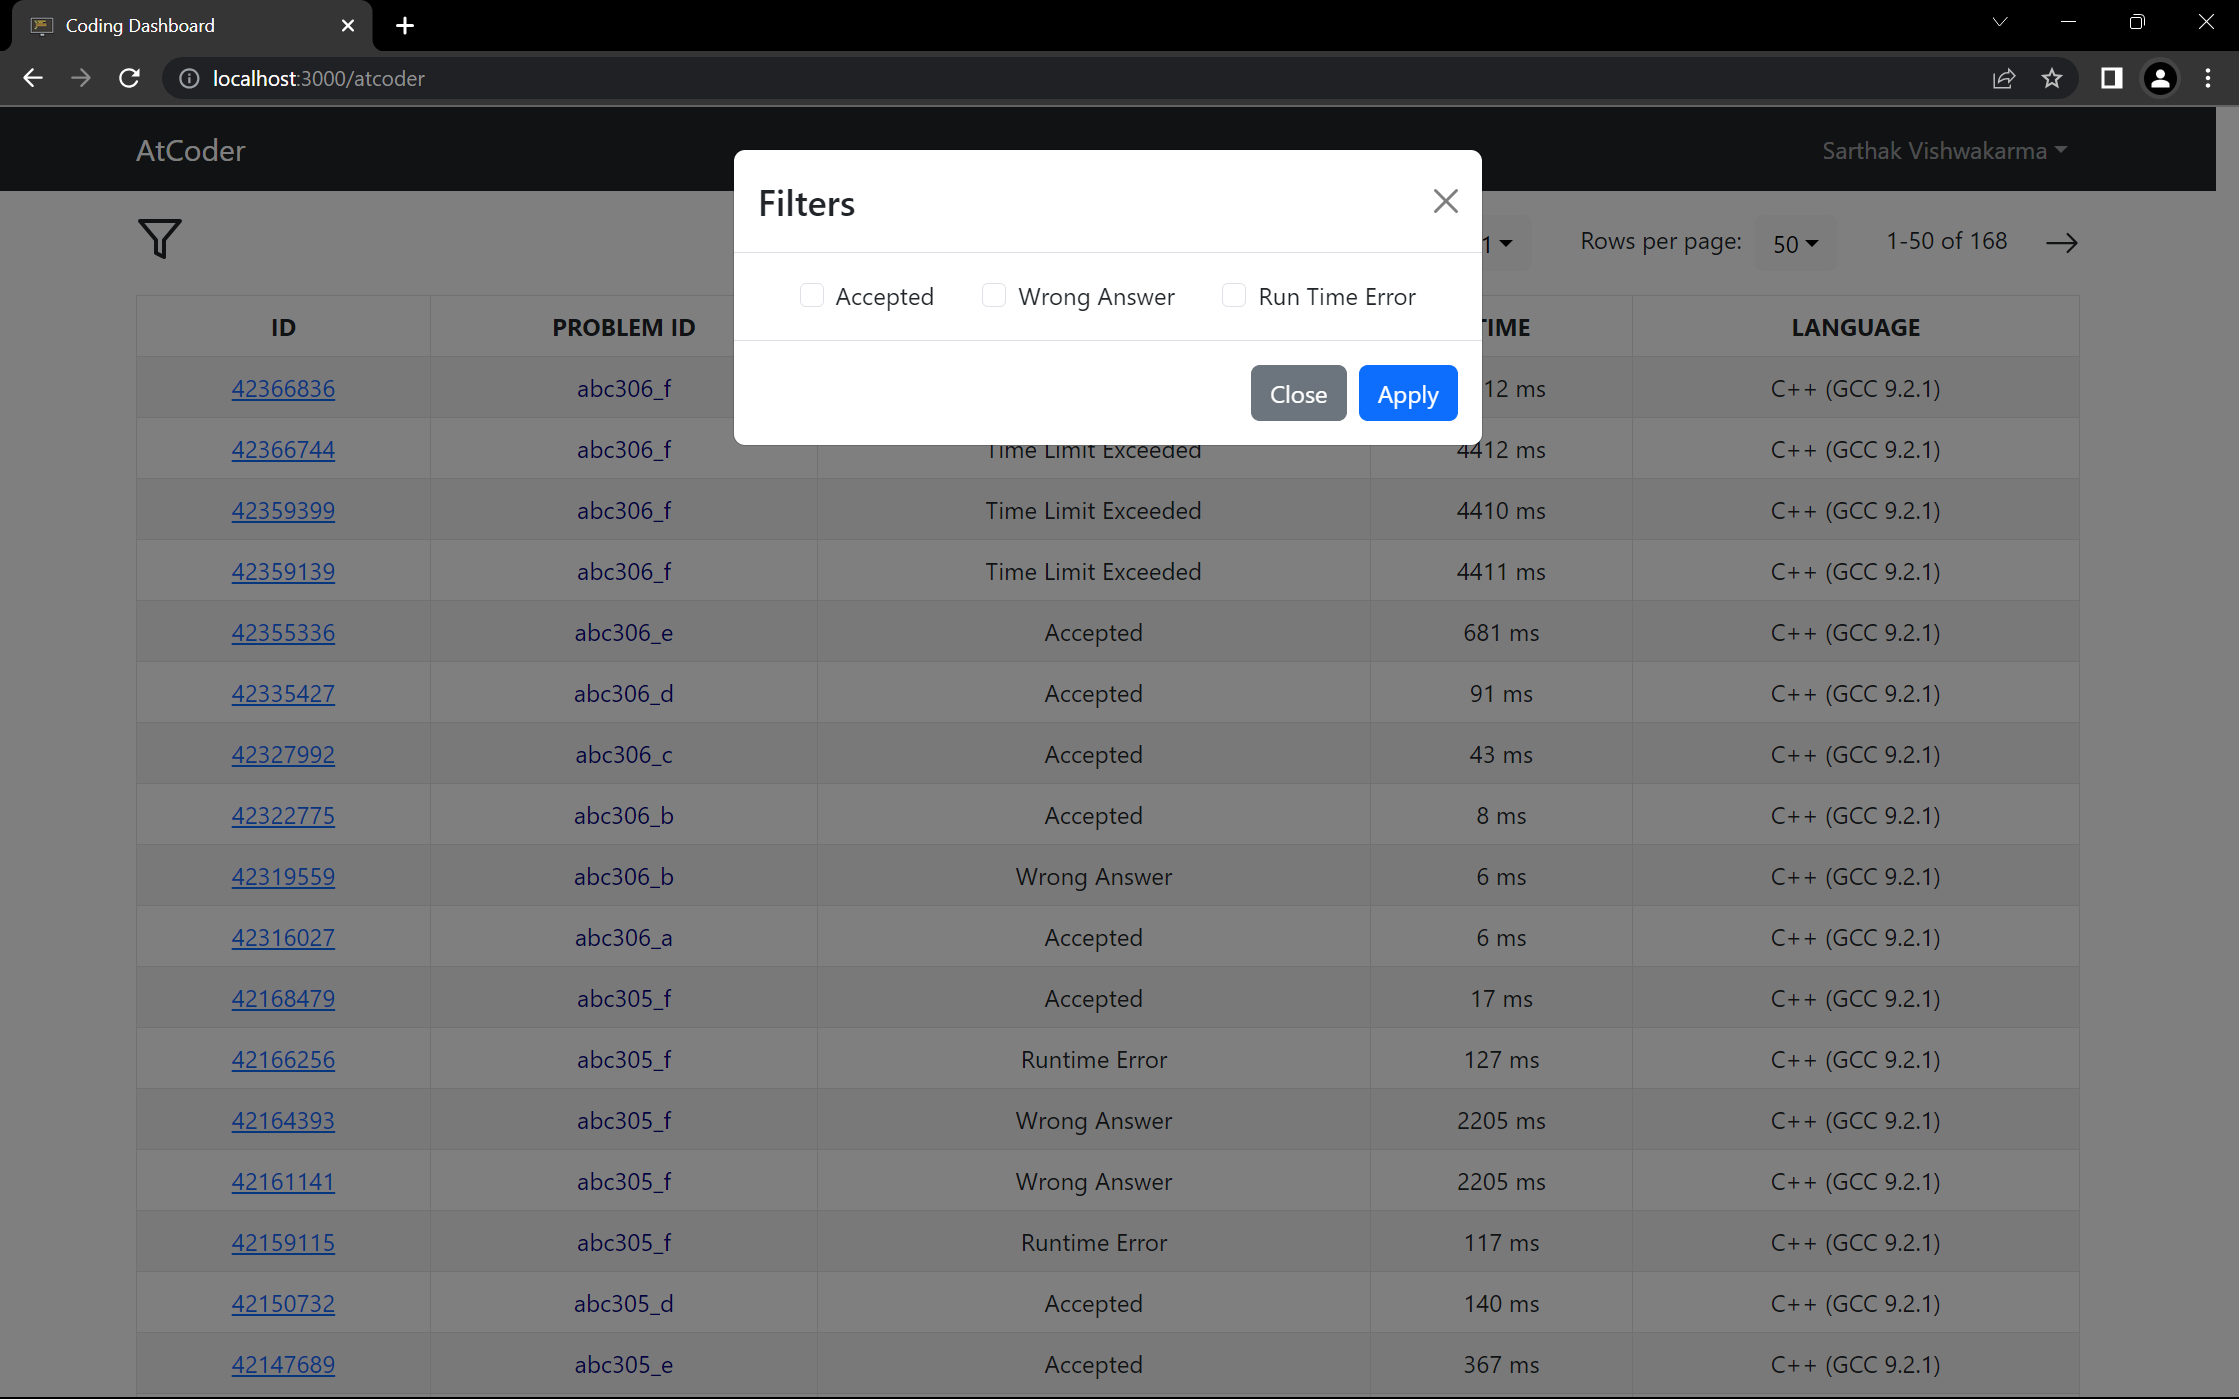 Coding Dashboard
localhost:3000/atcoder
AtCoder
Sarthak Vishwakarma
Filters
1
Rows per page:
50
1-50 of 168
Accepted
Wrong Answer
Run Time Error
Close
Apply
ID PROBLEM ID LANGUAGE
42366836 abc306_f C++ (GCC 9.2.1)
42366744 abc306_f Time Limit Exceeded 4412 ms C++ (GCC 9.2.1)
42359399 abc306_f Time Limit Exceeded 4410 ms C++ (GCC 9.2.1)
42359139 abc306_f Time Limit Exceeded 4411 ms C++ (GCC 9.2.1)
42355336 abc306_e Accepted 681 ms C++ (GCC 9.2.1)
42335427 abc306_d Accepted 91 ms C++ (GCC 9.2.1)
42327992 abc306_c Accepted 43 ms C++ (GCC 9.2.1)
42322775 abc306_b Accepted 8 ms C++ (GCC 9.2.1)
42319559 abc306_b Wrong Answer 6 ms C++ (GCC 9.2.1)
42316027 abc306_a Accepted 6 ms C++ (GCC 9.2.1)
42168479 abc305_f Accepted 17 ms C++ (GCC 9.2.1)
42166256 abc305_f Runtime Error 127 ms C++ (GCC 9.2.1)
42164393 abc305_f Wrong Answer 2205 ms C++ (GCC 9.2.1)
42161141 abc305_f Wrong Answer 2205 ms C++ (GCC 9.2.1)
42159115 abc305_f Runtime Error 117 ms C++ (GCC 9.2.1)
42150732 abc305_d Accepted 140 ms C++ (GCC 9.2.1)
42147689 abc305_e Accepted 367 ms C++ (GCC 9.2.1)